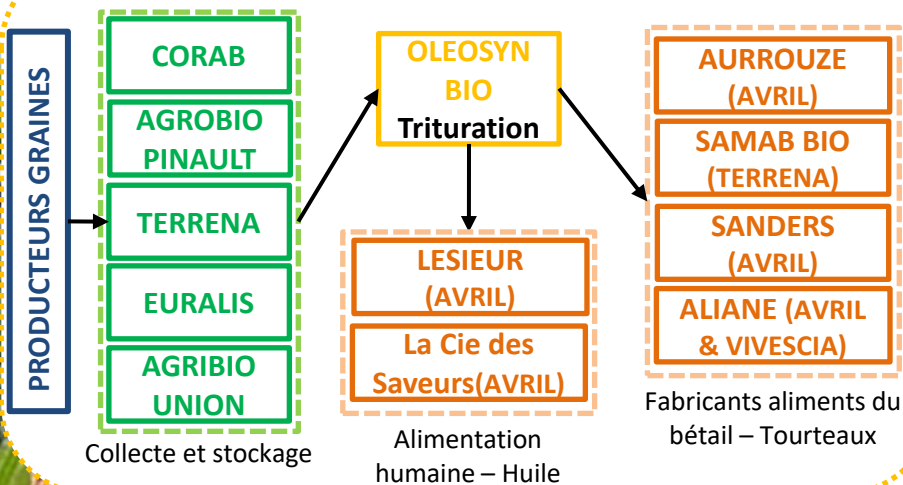 PRODUCTEURS GRAINES
CORAB
AGROBIO
PINAULT
TERRENA
EURALIS
AGRIBIO
UNION
Collecte et stockage
OLEOSYN
BIO
Trituration
LESIEUR
(AVRIL)
La Cie des
Saveurs(AVRIL)
Alimentation
humaine – Huile
AURROUZE
(AVRIL)
SAMAB BIO
(TERRENA)
SANDERS
(AVRIL)
ALIANE (AVRIL
& VIVESCIA)
Fabricants aliments du
bétail – Tourteaux